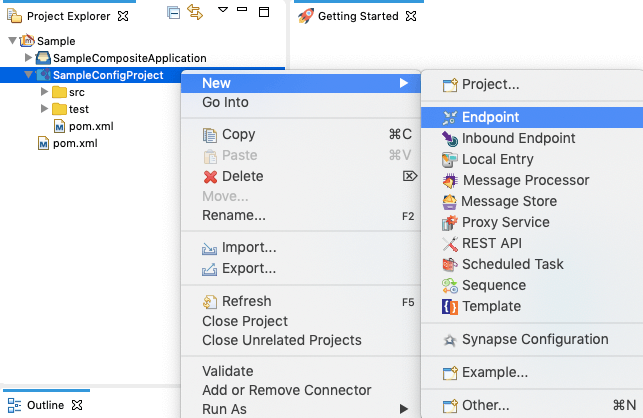 Project Explorer
Getting Started
Sample
SampleCompositeApplication
SampleConfigProject
src
test
pom.xml
pom.xml
New
Go Into
Copy ⌘C
Paste ⌘V
Delete ⌦
Move...
Rename... F2
Import...
Export...
Refresh F5
Close Project
Close Unrelated Projects
Validate
Add or Remove Connector
Run As
Project...
Endpoint
Inbound Endpoint
Local Entry
Message Processor
Message Store
Proxy Service
REST API
Scheduled Task
Sequence
Template
Synapse Configuration
Example...
Other... ⌘N
Outline